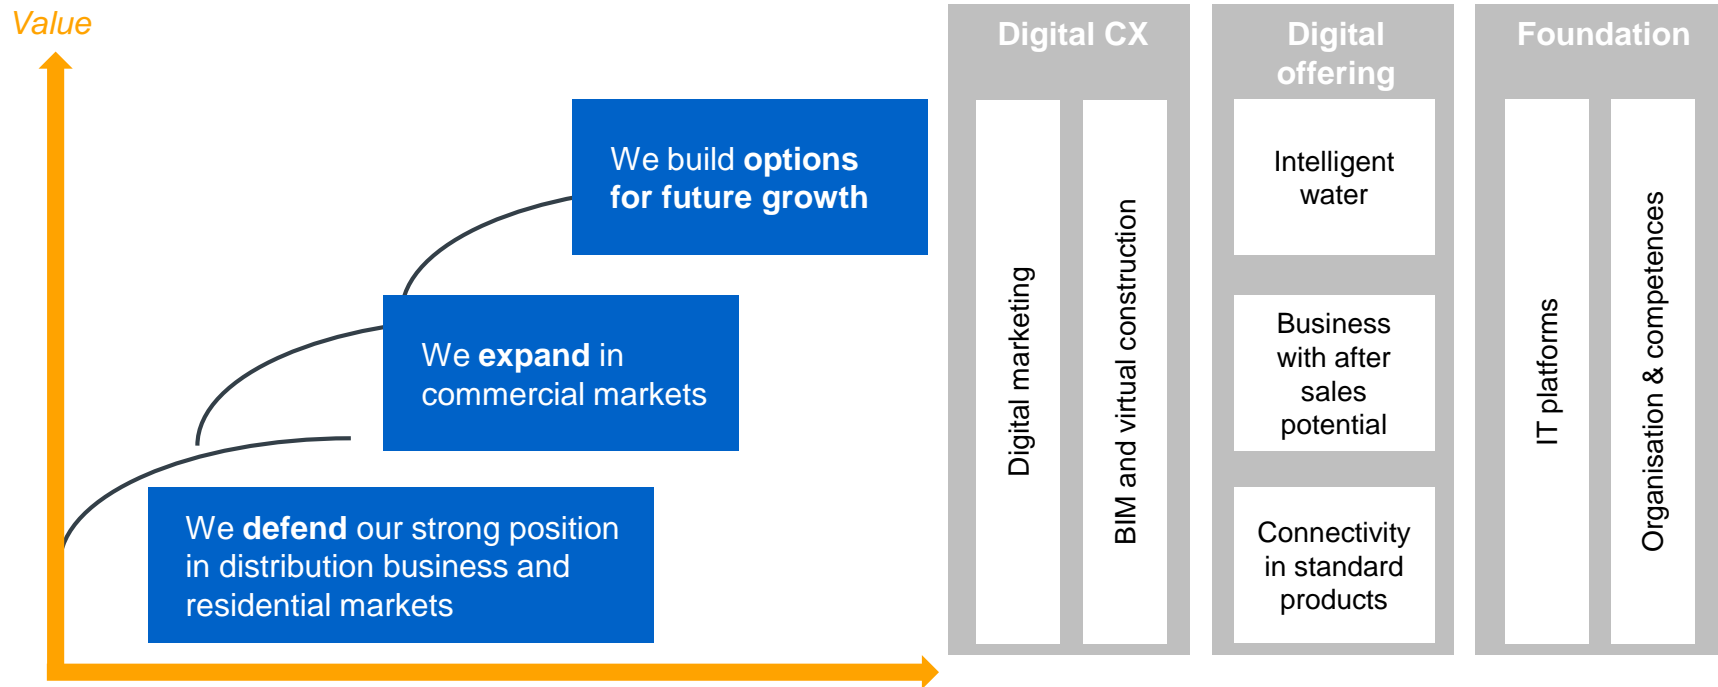 Value
We build options
for future growth
We expand in
commercial markets
We defend our strong position
in distribution business and
residential markets
Digital CX
Digital marketing
BIM and virtual construction
Digital
offering
Intelligent
water
Business
with after
sales
potential
Connectivity
in standard
products
Foundation
IT platforms
Organisation & competences